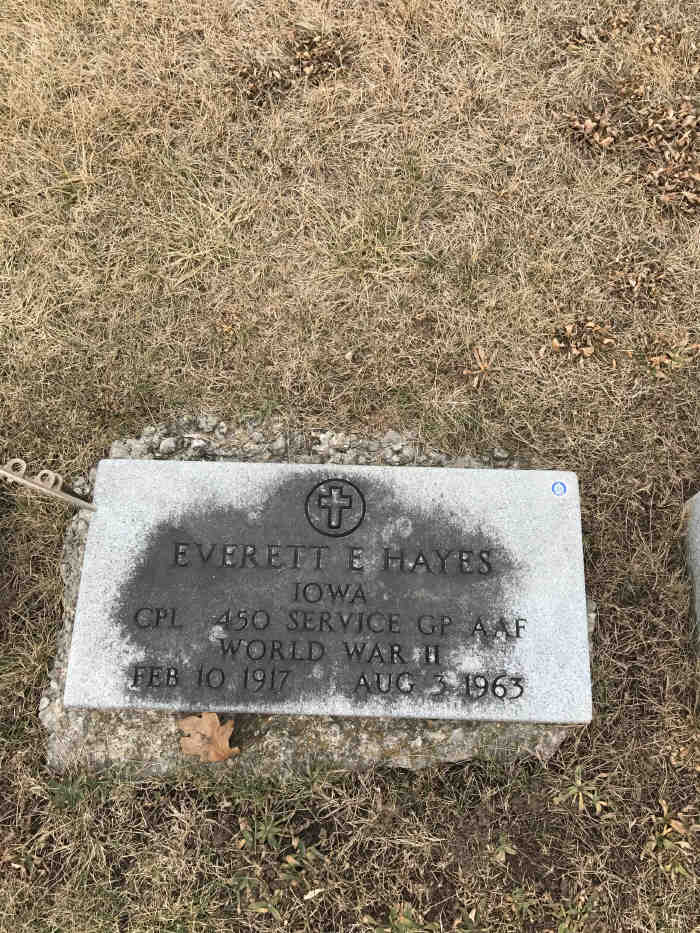 EVERETT E HAYES
IOWA
CPL 450 SERVICE GP AAF
WORLD WAR II
FEB 10 1917 AUG 3 1963